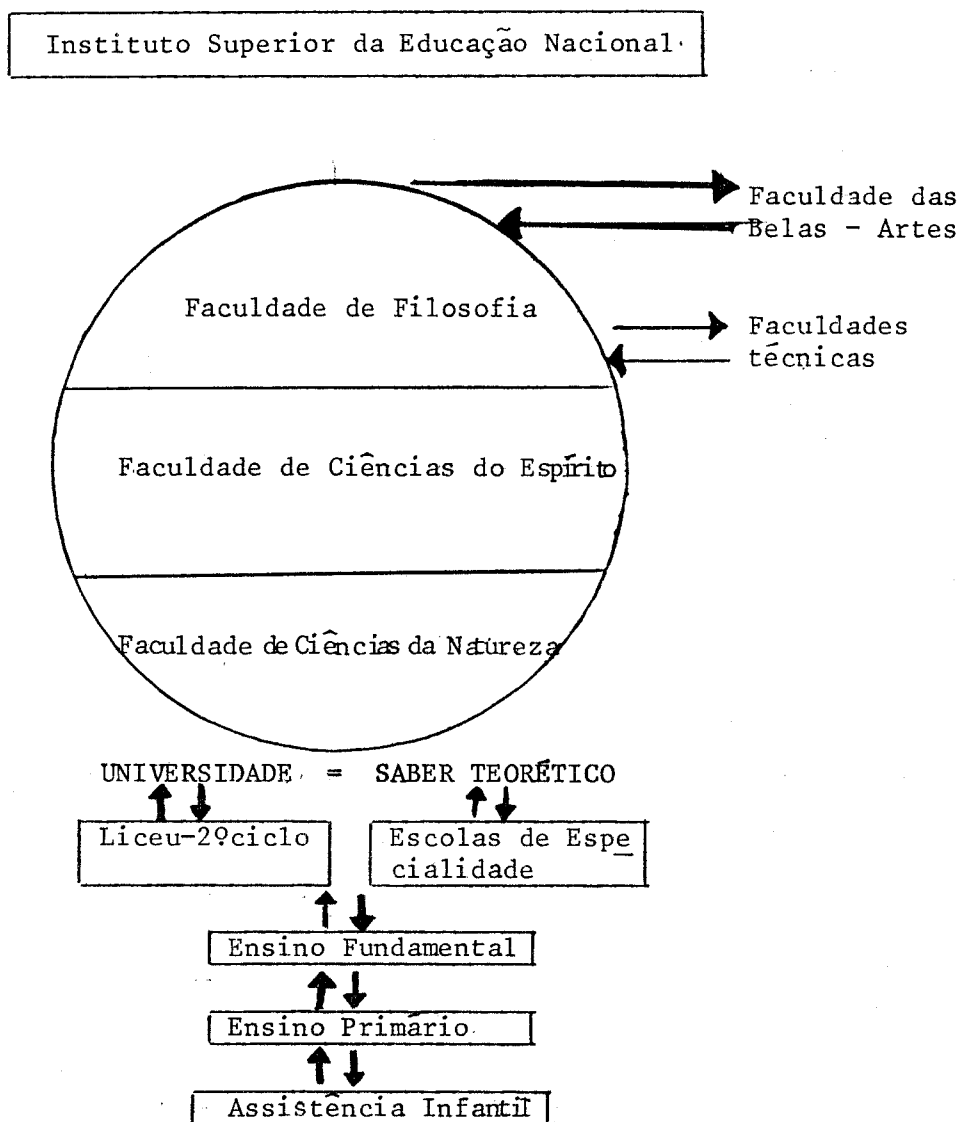 Instituto Superior da Educação Nacional
Faculdade das
Belas - Artes
Faculdade de Filosofia
Faculdades
técnicas
Faculdade de Ciências do Espírito
Faculdade de Ciências da Natureza
UNIVERSIDADE = SABER TEORÉTICO
Liceu-2º ciclo
Escolas de Espe
cialidade
Ensino Fundamental
Ensino Primário
Assistência Infantil